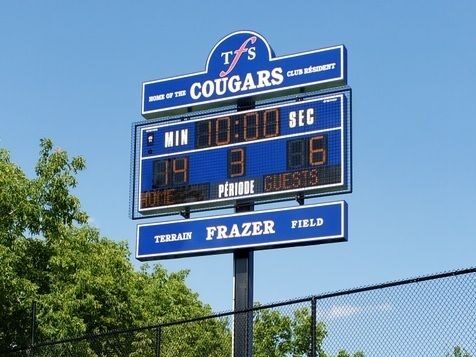 TfS
HOME OF THE COUGARS CLUB RÉSIDENT
MIN 10:00 SEC
14 3 6
HOME PÉRIODE GUESTS
TERRAIN FRAZER FIELD